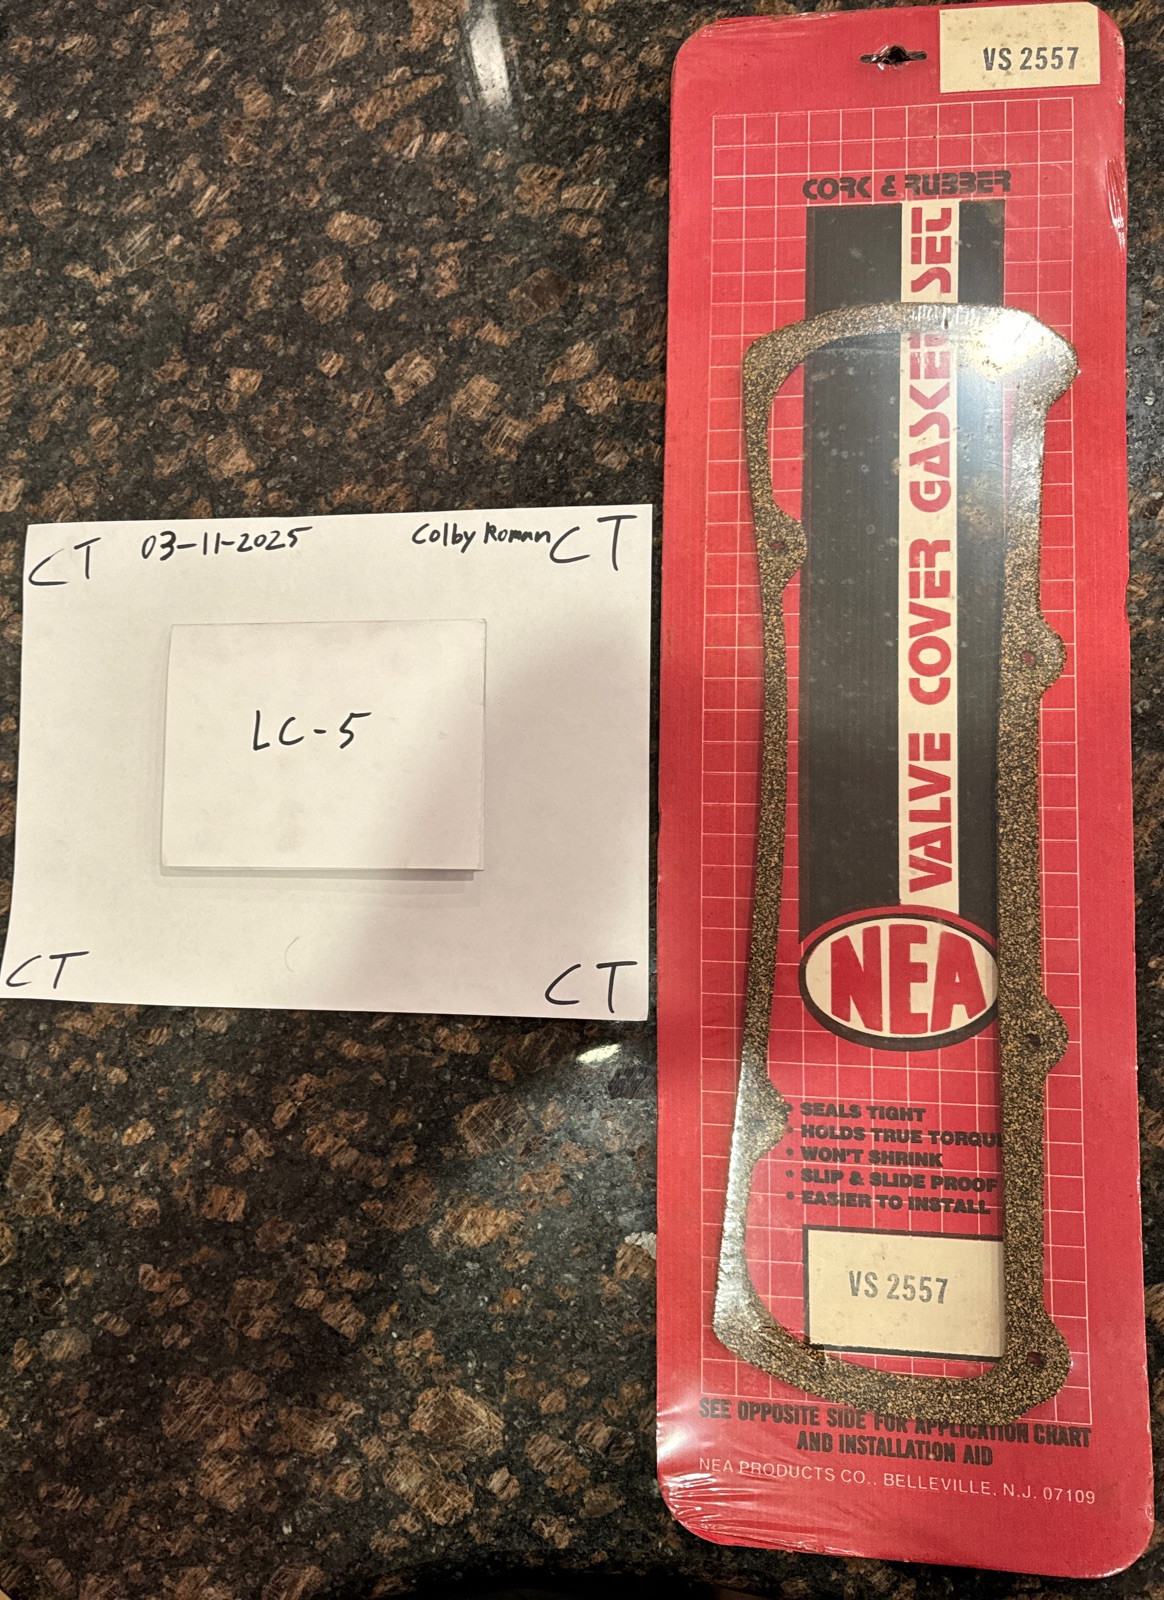 CT 03-11-2025 Colby Roman CT
LC-5
CT CT
VS 2557
CORK & RUBBER
VALVE COVER GASKET SET
NEA
• SEALS TIGHT
• HOLDS TRUE TORQU
• WON'T SHRINK
• SLIP & SLIDE PROOF
• EASIER TO INSTALL
VS 2557
SEE OPPOSITE SIDE FOR APPLICATION CHART
AND INSTALLATION AID
NEA PRODUCTS CO., BELLEVILLE, N.J. 07109